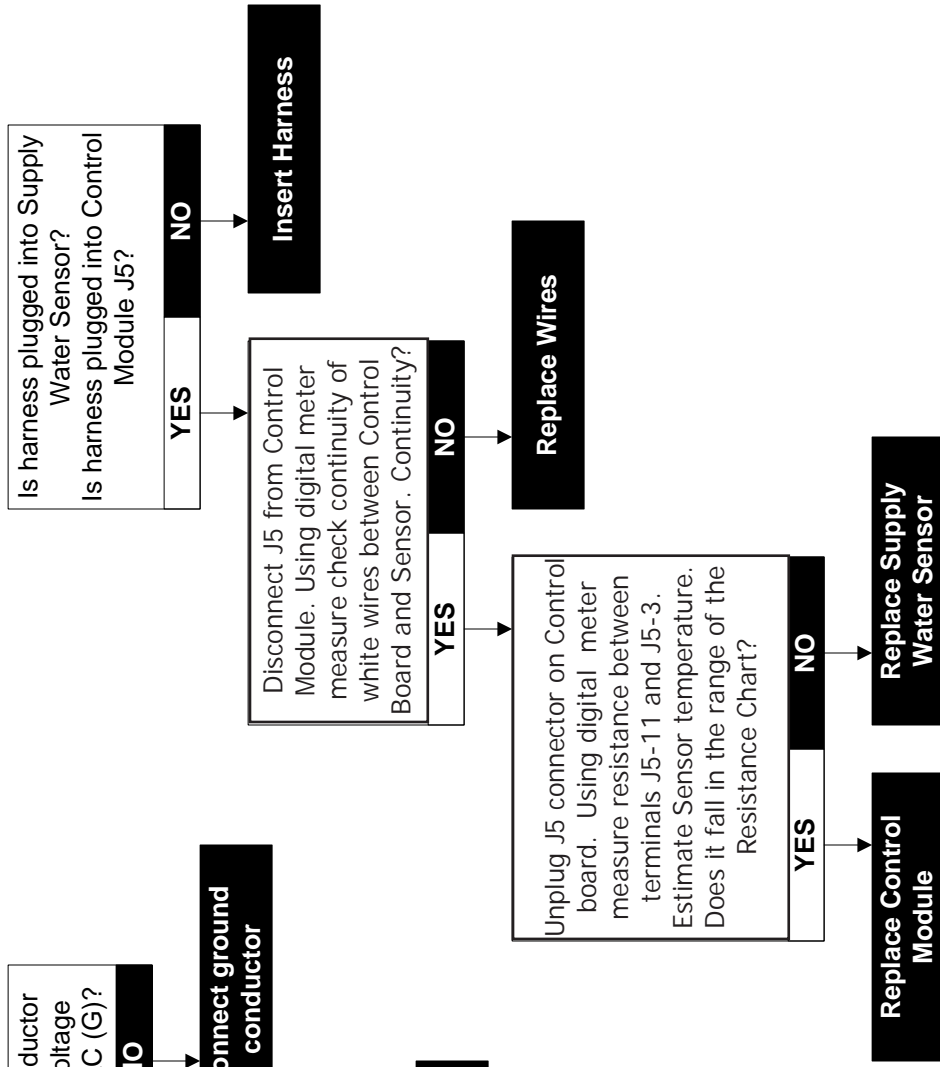 Is harness plugged into Supply
Water Sensor?
Is harness plugged into Control
Module J5?
YES
NO
Insert Harness
Disconnect J5 from Control
Module. Using digital meter
measure check continuity of
white wires between Control
Board and Sensor. Continuity?
YES
NO
Replace Wires
Unplug J5 connector on Control
board. Using digital meter
measure resistance between
terminals J5-11 and J5-3.
Estimate Sensor temperature.
Does it fall in the range of the
Resistance Chart?
YES
NO
Replace Control
Module
Replace Supply
Water Sensor
C (G)?
ground
conductor